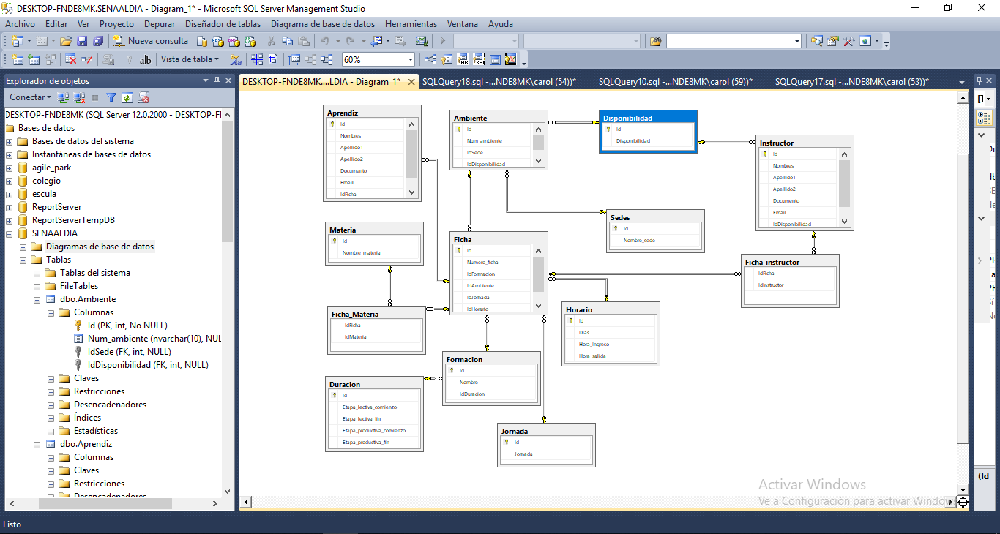 DESKTOP-FNDE8MK.SENAALDIA - Diagram_1* - Microsoft SQL Server Management Studio
Archivo Editar Ver Proyecto Depurar Diseñador de tablas Diagrama de base de datos Herramientas Ventana Ayuda
Nueva consulta
Vista de tabla
60%
Explorador de objetos
Conectar
DESKTOP-FNDE8MK (SQL Server 12.0.2000 - DESKTOP-F
Bases de datos
Bases de datos del sistema
Instantáneas de bases de datos
agile_park
colegio
escula
ReportServer
ReportServerTempDB
SENAALDIA
Diagramas de base de datos
Tablas
Tablas del sistema
FileTables
dbo.Ambiente
Columnas
Id (PK, int, No NULL)
Num_ambiente (nvarchar(10), NUL
IdSede (FK, int, NULL)
IdDisponibilidad (FK, int, NULL)
Claves
Restricciones
Desencadenadores
Índices
Estadísticas
dbo.Aprendiz
Columnas
Claves
Restricciones
Desencadenadores
DESKTOP-FNDE8MK....LDIA - Diagram_1*
SQLQuery18.sql -...NDE8MK\carol (54))*
SQLQuery10.sql -...NDE8MK\carol (59))*
SQLQuery17.sql -...NDE8MK\carol (53))*
Aprendiz
Id
Nombres
Apellido1
Apellido2
Documento
Email
IdFicha
Ambiente
Id
Num_ambiente
IdSede
IdDisponibilidad
Disponibilidad
Id
Disponibilidad
Instructor
Id
Nombres
Apellido1
Apellido2
Documento
Email
IdDisponibilidad
Sedes
Id
Nombre_sede
Materia
Id
Nombre_materia
Ficha
Id
Numero_ficha
IdFormacion
IdAmbiente
IdJornada
IdHorario
Ficha_instructor
IdFicha
IdInstructor
Ficha_Materia
IdFicha
IdMateria
Horario
Id
Dias
Hora_Ingreso
Hora_salida
Formacion
Id
Nombre
IdDuracion
Duracion
Id
Etapa_lectiva_comienzo
Etapa_lectiva_fin
Etapa_productiva_comienzo
Etapa_productiva_fin
Jornada
Id
Jornada
(Id
Activar Windows
Ve a Configuración para activar Windows
Listo